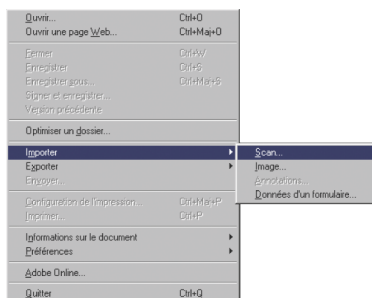 Ouvrir... Ctrl+O
Ouvrir une page Web... Ctrl+Maj+O
Fermer Ctrl+W
Enregistrer Ctrl+S
Enregistrer sous... Ctrl+Maj+S
Signer et enregistrer...
Version précédente
Optimiser un dossier...
Importer
Exporter
Envoyer...
Configuration de l'impression... Ctrl+Maj+P
Imprimer... Ctrl+P
Informations sur le document
Préférences
Adobe Online...
Quitter Ctrl+Q
Scan...
Image...
Annotations...
Données d'un formulaire...